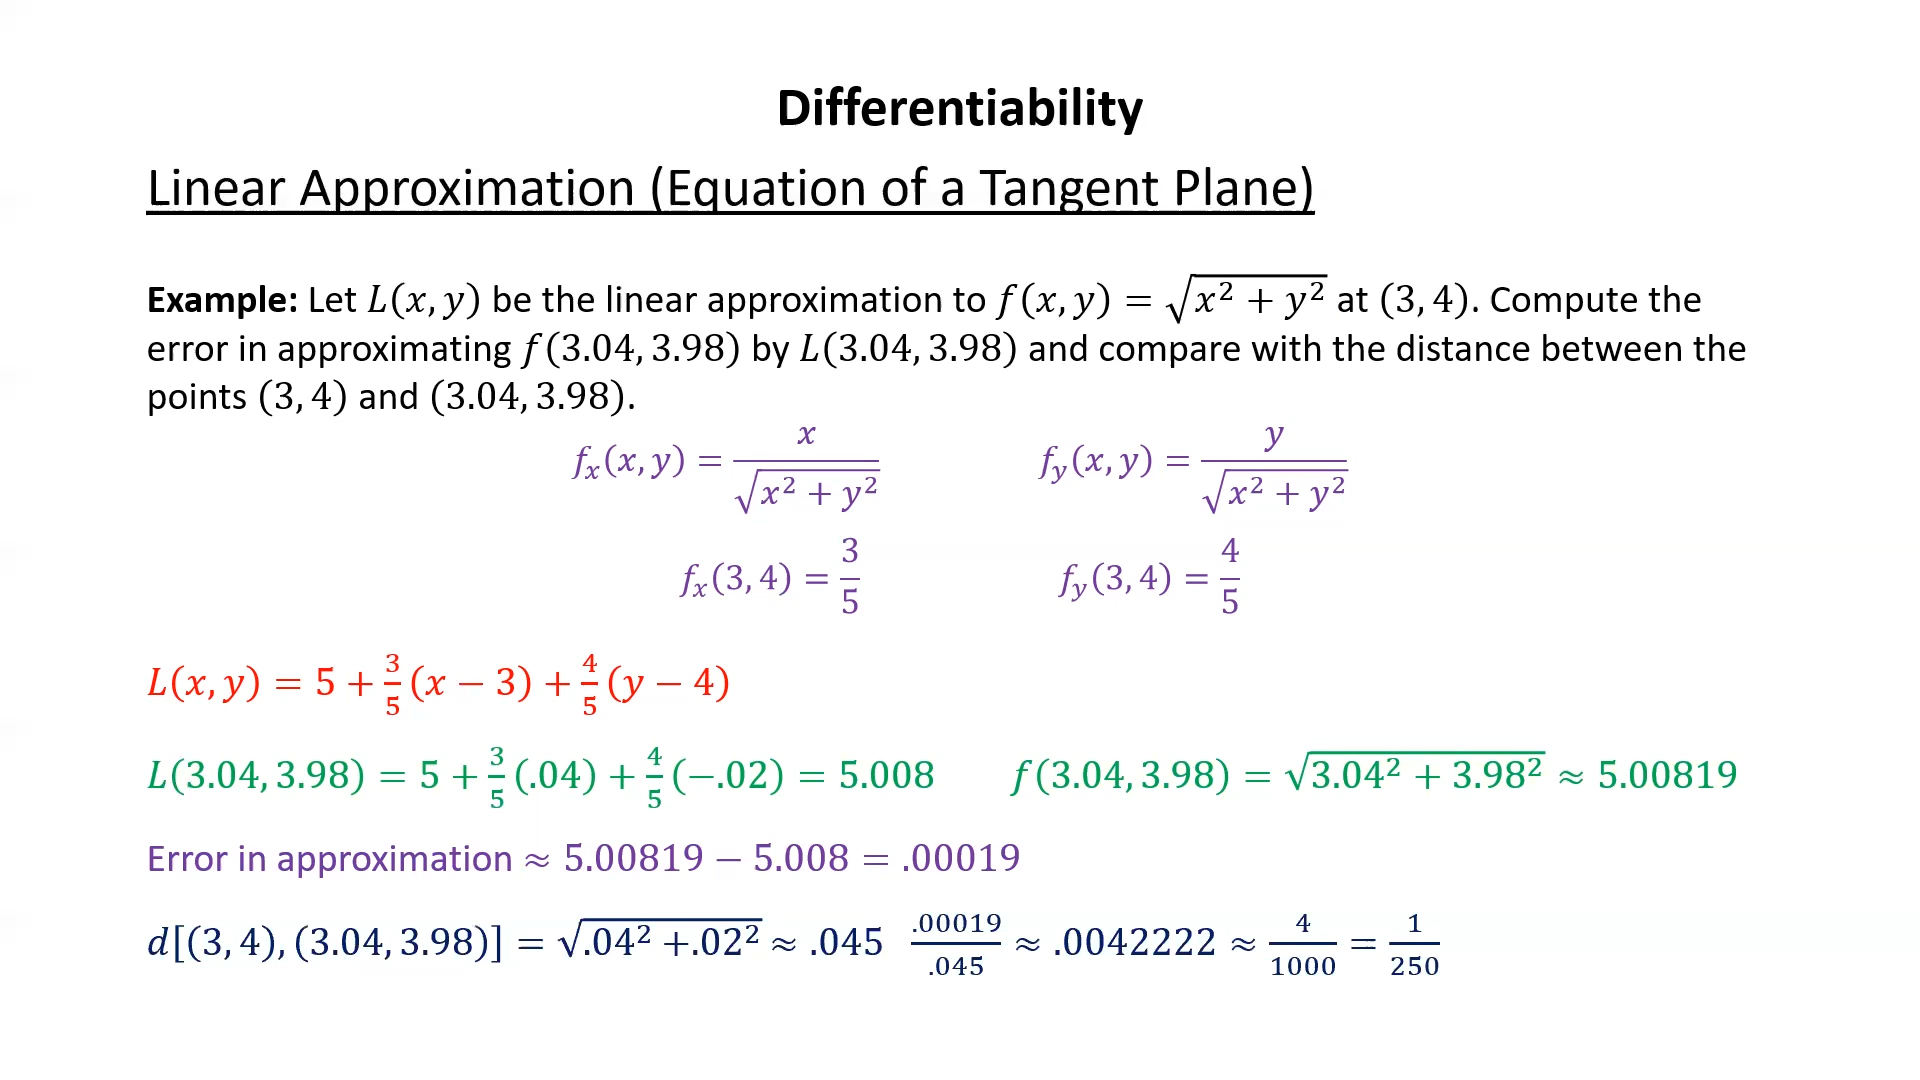 Differentiability
Linear Approximation (Equation of a Tangent Plane)
Example: Let L(x, y) be the linear approximation to f(x, y) = √(x² + y²) at (3, 4). Compute the
error in approximating f(3.04, 3.98) by L(3.04, 3.98) and compare with the distance between the
points (3, 4) and (3.04, 3.98).
fₓ(x, y) = x/√(x² + y²) f_y(x, y) = y/√(x² + y²)
fₓ(3, 4) = 3/5 f_y(3, 4) = 4/5
L(x, y) = 5 + 3/5 (x − 3) + 4/5 (y − 4)
L(3.04, 3.98) = 5 + 3/5 (.04) + 4/5 (−.02) = 5.008 f(3.04, 3.98) = √(3.04² + 3.98²) ≈ 5.00819
Error in approximation ≈ 5.00819 − 5.008 = .00019
d[(3, 4), (3.04, 3.98)] = √(.04² +.02²) ≈ .045 .00019/.045 ≈ .0042222 ≈ 4/1000 = 1/250